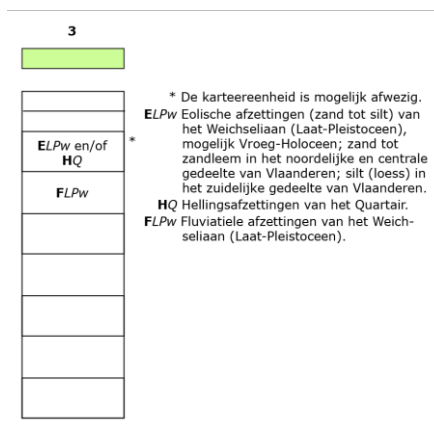 3
* De karteereenheid is mogelijk afwezig.
ELPw Eolische afzettingen (zand tot silt) van
het Weichseliaan (Laat-Pleistoceen),
mogelijk Vroeg-Holoceen; zand tot
zandleem in het noordelijke en centrale
gedeelte van Vlaanderen; silt (loess) in
het zuidelijke gedeelte van Vlaanderen.
HQ Hellingsafzettingen van het Quartair.
FLPw Fluviatiele afzettingen van het Weich-
seliaan (Laat-Pleistoceen).
ELPw en/of *
HQ
FLPw